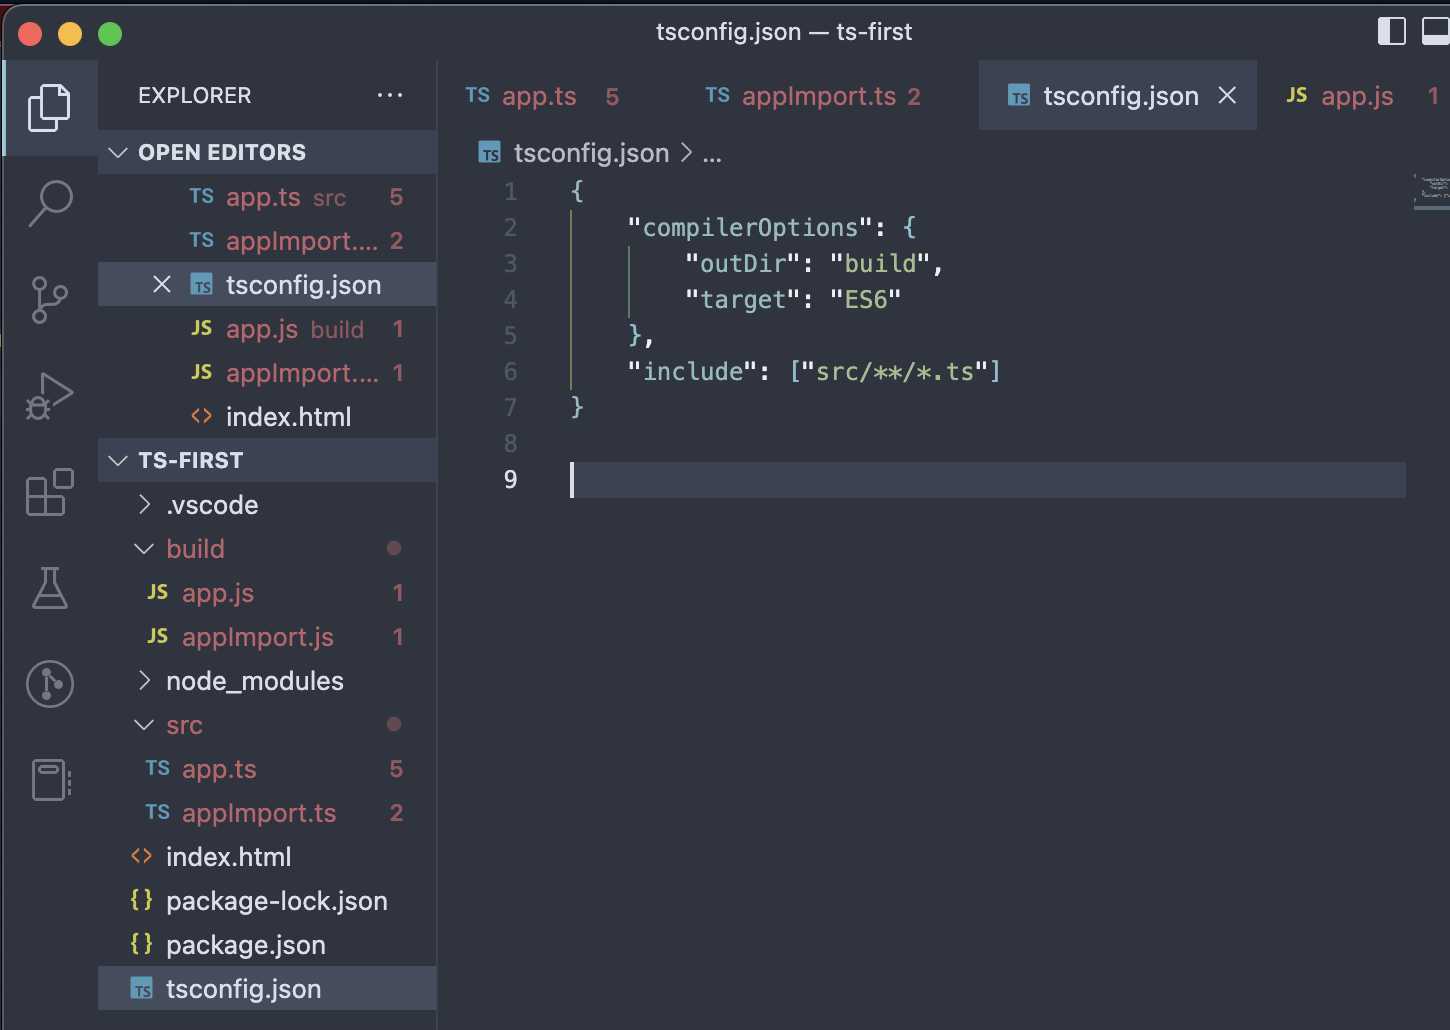 tsconfig.json — ts-first
EXPLORER ···
OPEN EDITORS
TS app.ts src 5
TS appImport.... 2
TS tsconfig.json
JS app.js build 1
JS appImport.... 1
<> index.html
TS-FIRST
.vscode
build
JS app.js 1
JS appImport.js 1
node_modules
src
TS app.ts 5
TS appImport.ts 2
<> index.html
{} package-lock.json
{} package.json
TS tsconfig.json
TS app.ts 5 TS appImport.ts 2 TS tsconfig.json × JS app.js 1
TS tsconfig.json > ...
1 {
2     "compilerOptions": {
3         "outDir": "build",
4         "target": "ES6"
5     },
6     "include": ["src/**/*.ts"]
7 }
8
9